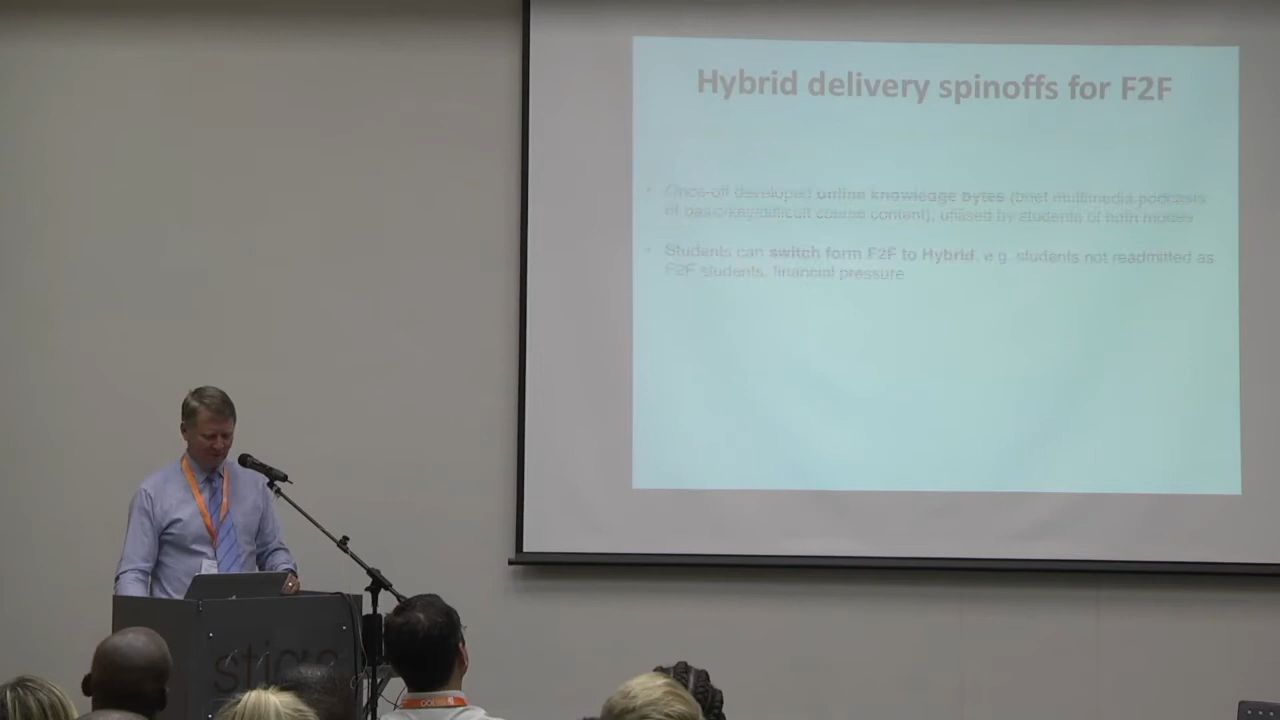 Hybrid delivery spinoffs for F2F
• Once-off developed online knowledge bytes (brief multimedia podcasts
of basic/key/difficult course content), utilised by students of both modes
• Students can switch form F2F to Hybrid, e.g. students not readmitted as
F2F students, financial pressure